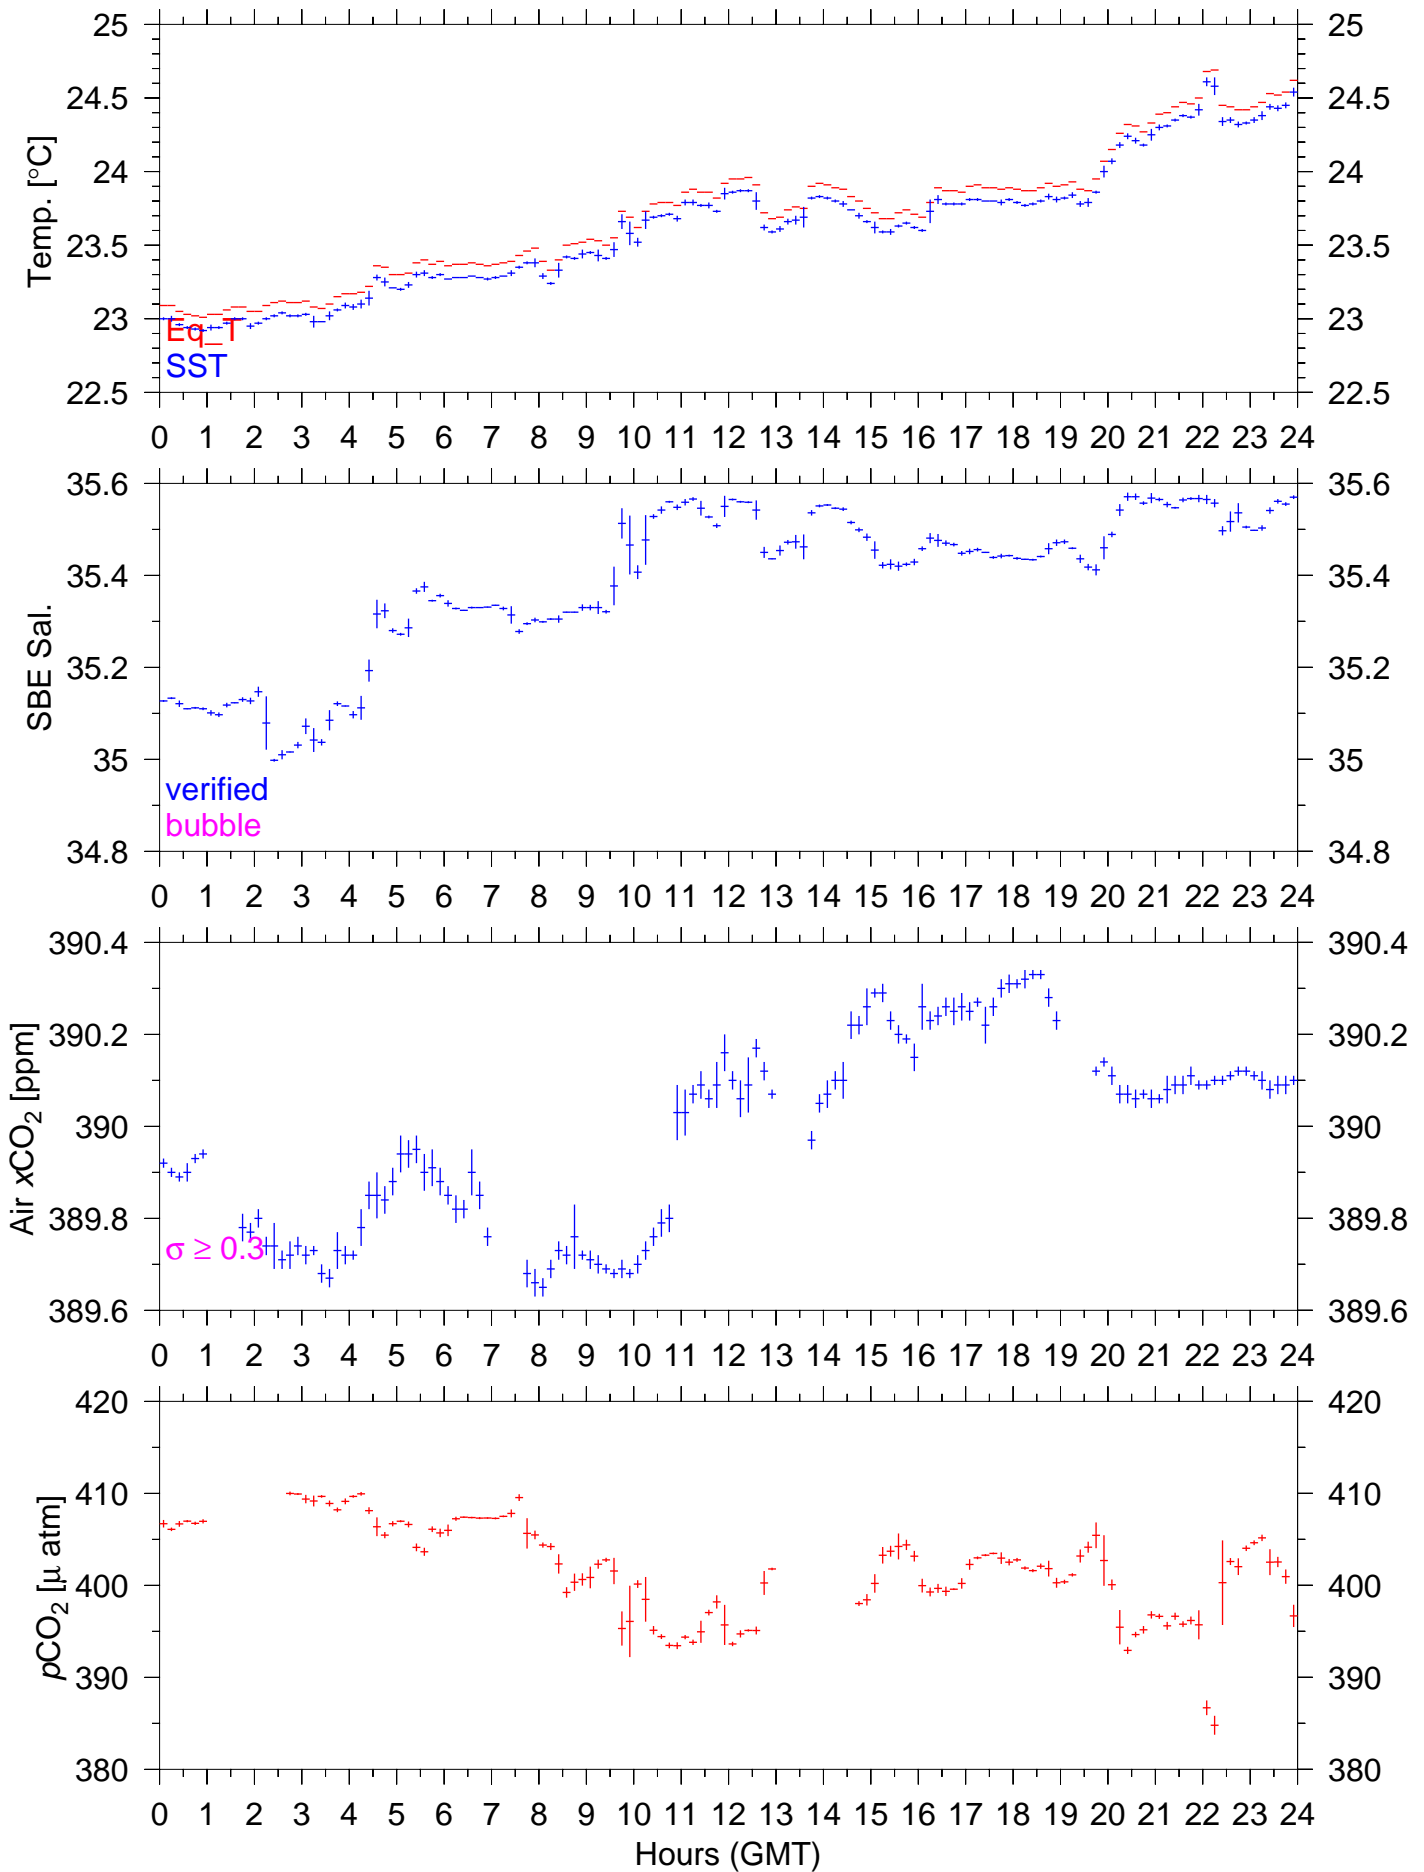 25 25
24.5 24.5
24 24
23.5 23.5
23 23
22.5 22.5
Temp. [°C]
Eq_T
SST
0 1 2 3 4 5 6 7 8 9 10 11 12 13 14 15 16 17 18 19 20 21 22 23 24
35.6 35.6
35.4 35.4
35.2 35.2
35 35
34.8 34.8
SBE Sal.
verified
bubble
0 1 2 3 4 5 6 7 8 9 10 11 12 13 14 15 16 17 18 19 20 21 22 23 24
390.4 390.4
390.2 390.2
390 390
389.8 389.8
389.6 389.6
Air xCO₂ [ppm]
σ ≥ 0.3
0 1 2 3 4 5 6 7 8 9 10 11 12 13 14 15 16 17 18 19 20 21 22 23 24
420 420
410 410
400 400
390 390
380 380
pCO₂ [μ atm]
0 1 2 3 4 5 6 7 8 9 10 11 12 13 14 15 16 17 18 19 20 21 22 23 24
Hours (GMT)